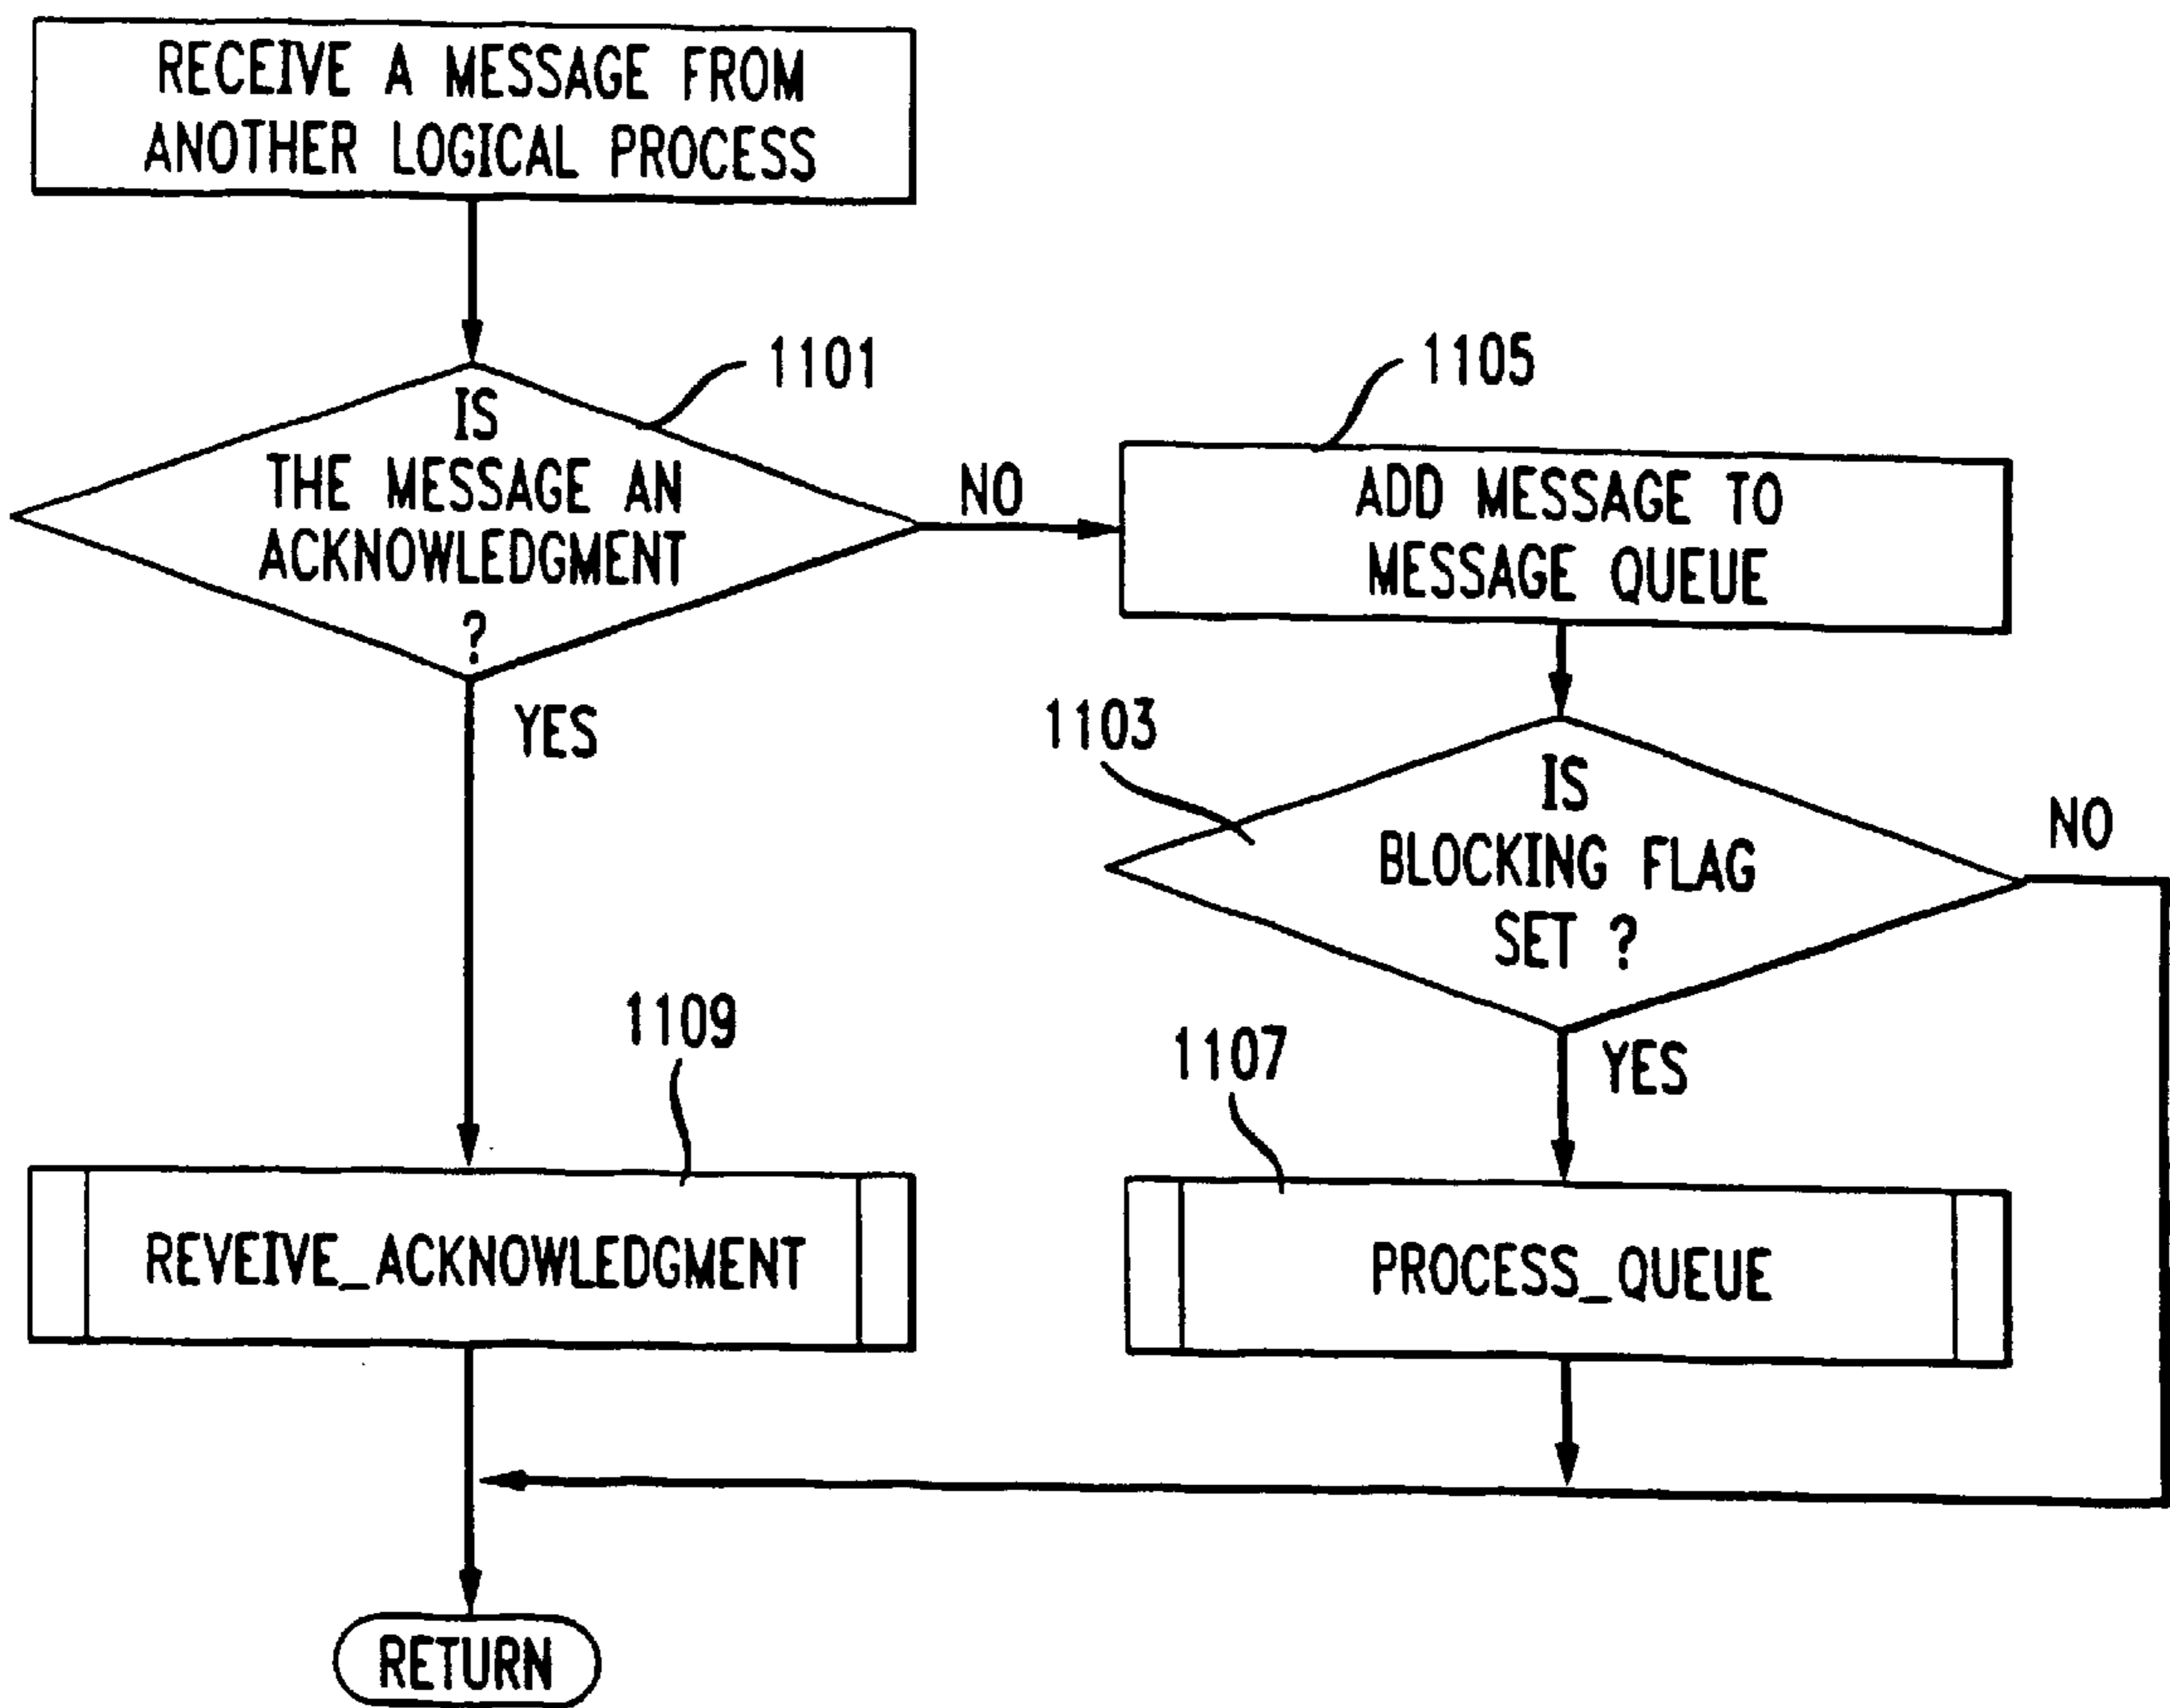 RECEIVE A MESSAGE FROM
ANOTHER LOGICAL PROCESS
1101
IS
THE MESSAGE AN
ACKNOWLEDGMENT
?
NO
YES
1105
ADD MESSAGE TO
MESSAGE QUEUE
1103
IS
BLOCKING FLAG
SET ?
NO
YES
1109
REVEIVE_ACKNOWLEDGMENT
1107
PROCESS_QUEUE
RETURN